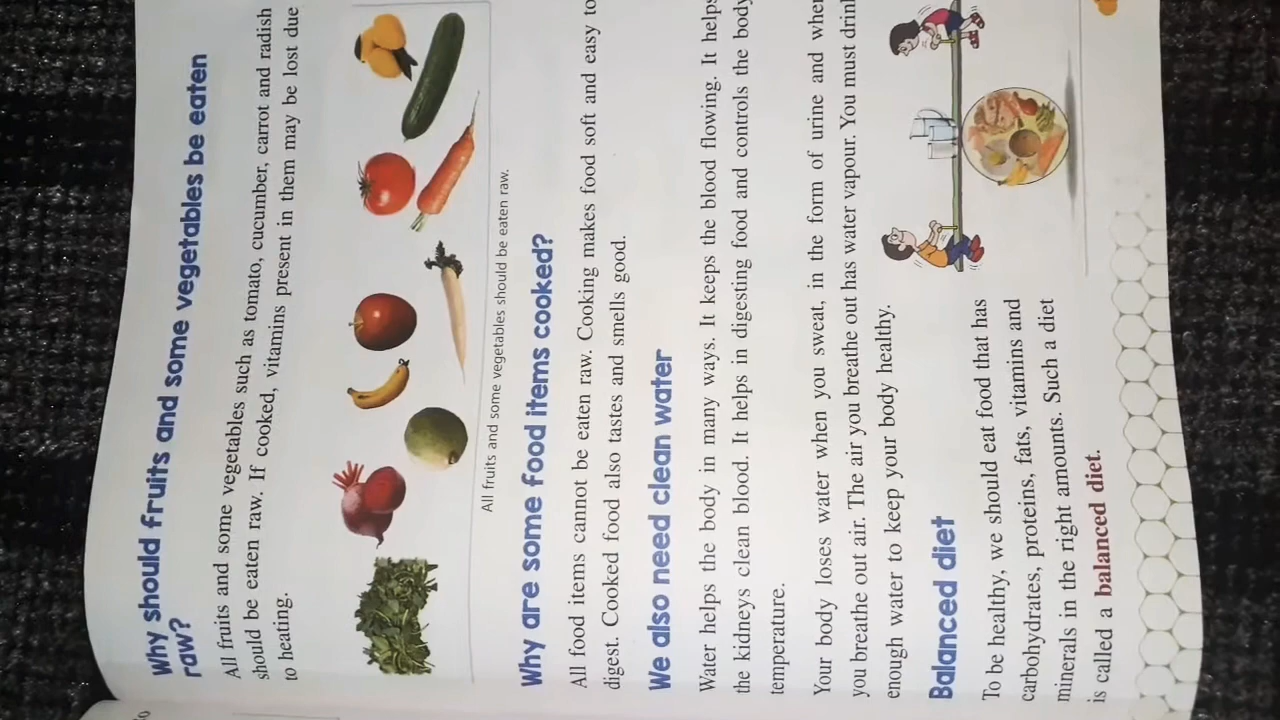 Why should fruits and some vegetables be eaten
raw?
All fruits and some vegetables such as tomato, cucumber, carrot and radish
should be eaten raw. If cooked, vitamins present in them may be lost due
to heating.
All fruits and some vegetables should be eaten raw.
Why are some food items cooked?
All food items cannot be eaten raw. Cooking makes food soft and easy to
digest. Cooked food also tastes and smells good.
We also need clean water
Water helps the body in many ways. It keeps the blood flowing. It helps
the kidneys clean blood. It helps in digesting food and controls the body
temperature.
Your body loses water when you sweat, in the form of urine and when
you breathe out air. The air you breathe out has water vapour. You must drink
enough water to keep your body healthy.
Balanced diet
To be healthy, we should eat food that has
carbohydrates, proteins, fats, vitamins and
minerals in the right amounts. Such a diet
is called a balanced diet.